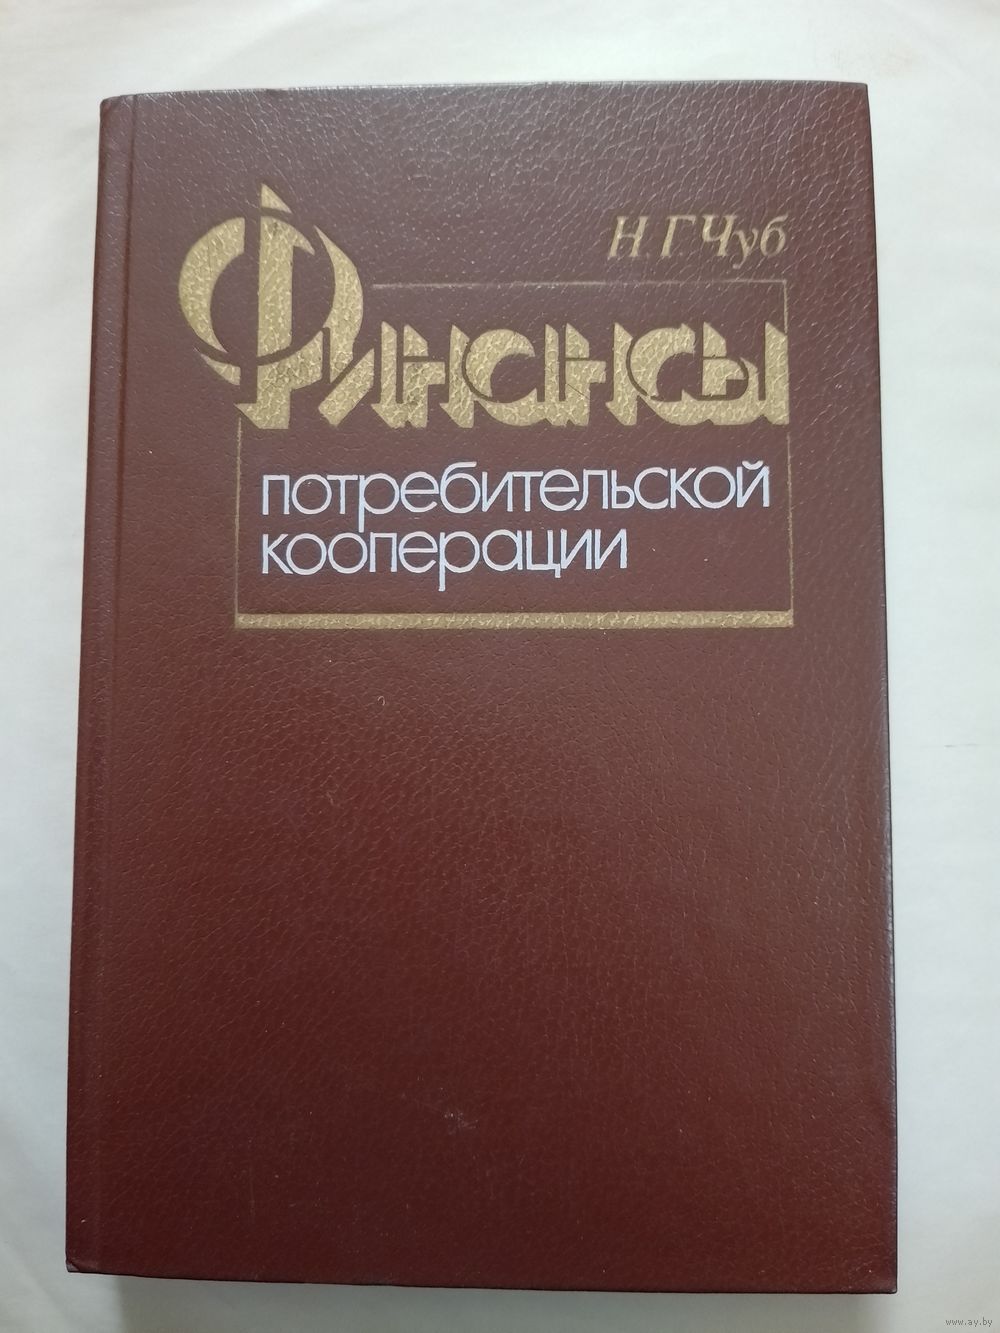 Н. Г. Чуб
Финансы
потребительской
кооперации
www.ay.by